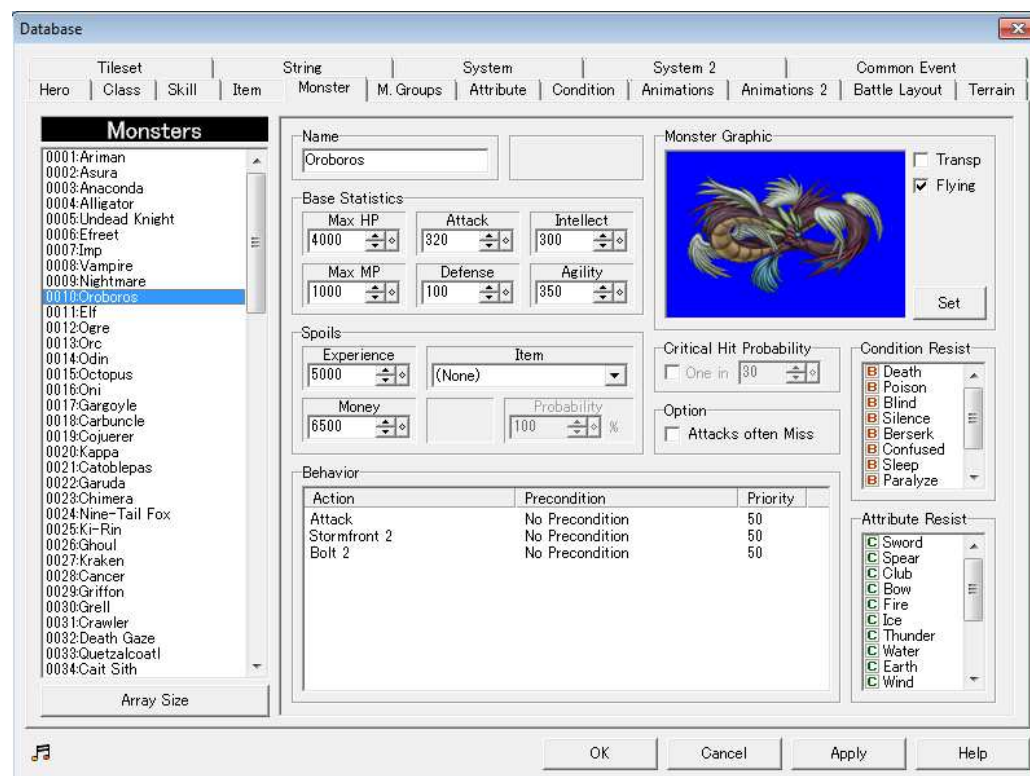 Database
Tileset String System System 2 Common Event
Hero Class Skill Item Monster M. Groups Attribute Condition Animations Animations 2 Battle Layout Terrain
Monsters
0001:Ariman
0002:Asura
0003:Anaconda
0004:Alligator
0005:Undead Knight
0006:Efreet
0007:Imp
0008:Vampire
0009:Nightmare
0010:Oroboros
0011:Elf
0012:Ogre
0013:Orc
0014:Odin
0015:Octopus
0016:Oni
0017:Gargoyle
0018:Carbuncle
0019:Cojuerer
0020:Kappa
0021:Catoblepas
0022:Garuda
0023:Chimera
0024:Nine-Tail Fox
0025:Ki-Rin
0026:Ghoul
0027:Kraken
0028:Cancer
0029:Griffon
0030:Grell
0031:Crawler
0032:Death Gaze
0033:Quetzalcoatl
0034:Cait Sith
Array Size
Name
Oroboros
Base Statistics
Max HP Attack Intellect
4000 320 300
Max MP Defense Agility
1000 100 350
Spoils
Experience Item
5000 (None)
Money Probability
6500 100 %
Monster Graphic
Transp
Flying
Set
Critical Hit Probability
One in 30
Option
Attacks often Miss
Condition Resist
B Death
B Poison
B Blind
B Silence
B Berserk
B Confused
B Sleep
B Paralyze
Behavior
Action Precondition Priority
Attack No Precondition 50
Stormfront 2 No Precondition 50
Bolt 2 No Precondition 50
Attribute Resist
C Sword
C Spear
C Club
C Bow
C Fire
C Ice
C Thunder
C Water
C Earth
C Wind
OK Cancel Apply Help